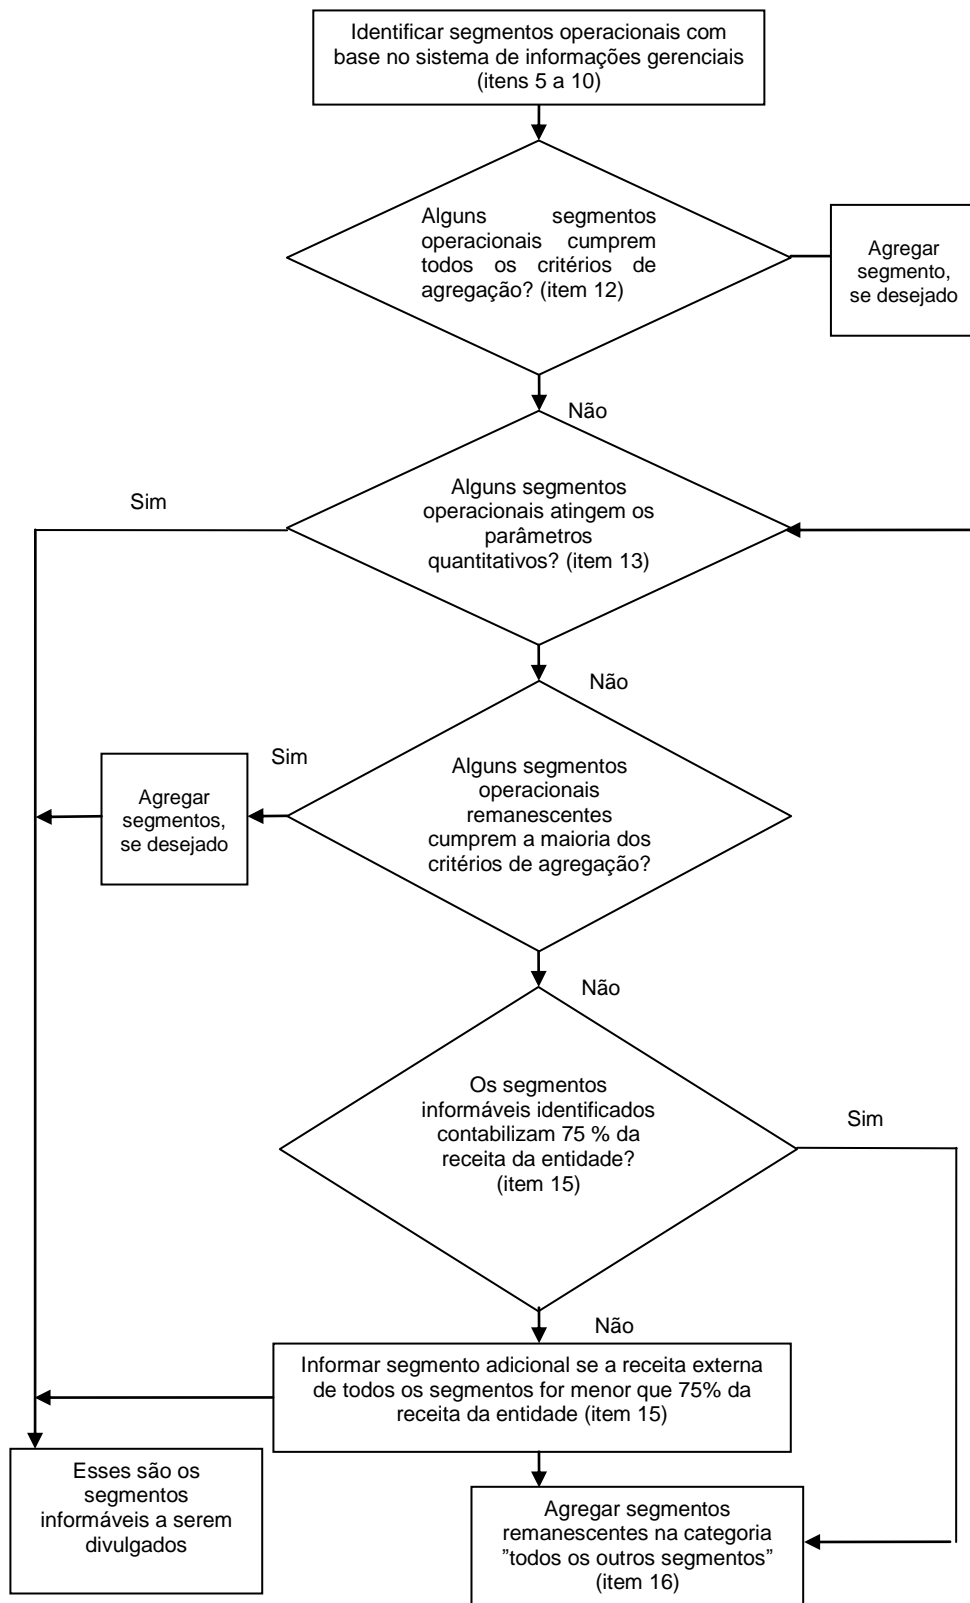 Identificar segmentos operacionais com
base no sistema de informações gerenciais
(itens 5 a 10)
Alguns segmentos
operacionais cumprem
todos os critérios de
agregação? (item 12)
Agregar
segmento,
se desejado
Não
Sim
Alguns segmentos
operacionais atingem os
parâmetros
quantitativos? (item 13)
Não
Sim
Alguns segmentos
operacionais
remanescentes
cumprem a maioria dos
critérios de agregação?
Agregar
segmentos,
se desejado
Não
Os segmentos
informáveis identificados
contabilizam 75 % da
receita da entidade?
(item 15)
Sim
Não
Informar segmento adicional se a receita externa
de todos os segmentos for menor que 75% da
receita da entidade (item 15)
Esses são os
segmentos
informáveis a serem
divulgados
Agregar segmentos
remanescentes na categoria
”todos os outros segmentos”
(item 16)